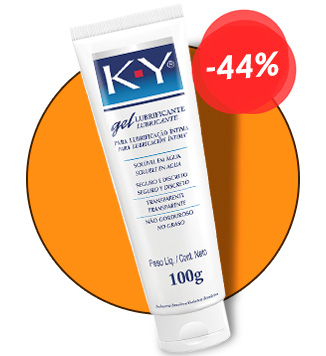 -44%
K-Y®
gel LUBRIFICANTE
LUBRICANTE
PARA LUBRIFICAÇÃO ÍNTIMA
PARA LUBRICACIÓN ÍNTIMA
SOLÚVEL EM ÁGUA
SOLUBLE EN AGUA
SEGURO E DISCRETO
SEGURO Y DISCRETO
TRANSPARENTE
TRANSPARENTE
NÃO GORDUROSO
NO GRASO
Peso Líq. / Cont. Neto
100g